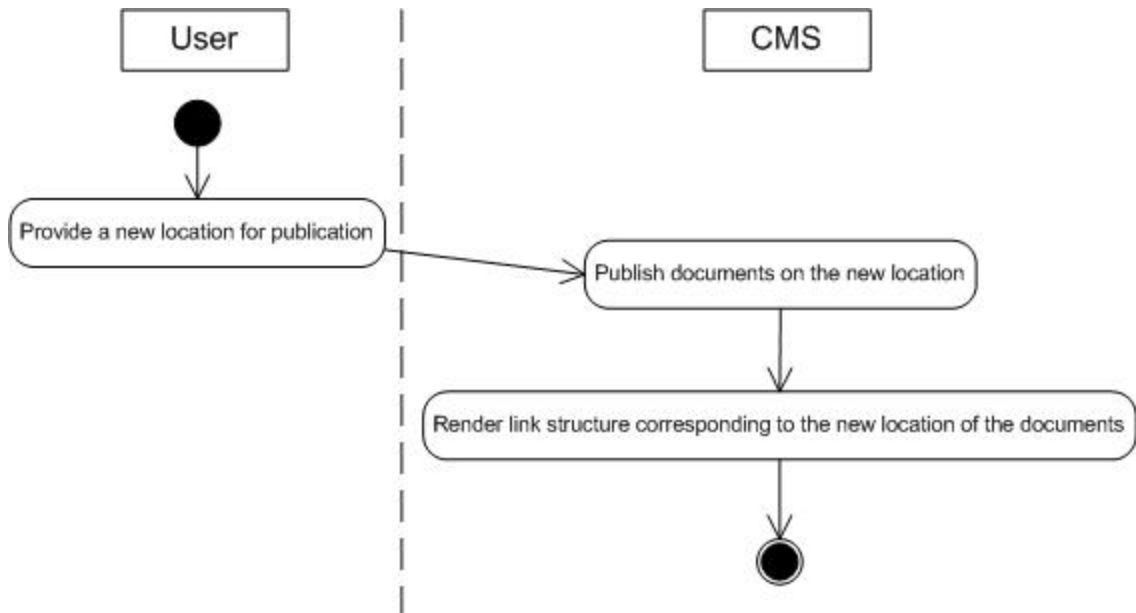 User
CMS
Provide a new location for publication
Publish documents on the new location
Render link structure corresponding to the new location of the documents